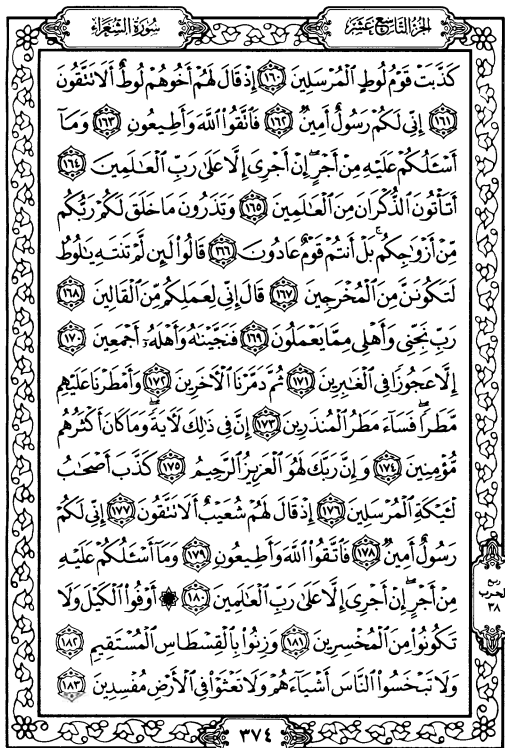 الجزء التاسع عشر
سورة الشعراء
كَذَّبَتْ قَوْمُ لُوطٍ ٱلْمُرْسَلِينَ ١٦٠ إِذْ قَالَ لَهُمْ أَخُوهُمْ لُوطٌ أَلَا تَتَّقُونَ
١٦١ إِنِّى لَكُمْ رَسُولٌ أَمِينٌ ١٦٢ فَٱتَّقُوا۟ ٱللَّهَ وَأَطِيعُونِ ١٦٣ وَمَآ
أَسْـَٔلُكُمْ عَلَيْهِ مِنْ أَجْرٍ ۖ إِنْ أَجْرِىَ إِلَّا عَلَىٰ رَبِّ ٱلْعَـٰلَمِينَ ١٦٤
أَتَأْتُونَ ٱلذُّكْرَانَ مِنَ ٱلْعَـٰلَمِينَ ١٦٥ وَتَذَرُونَ مَا خَلَقَ لَكُمْ رَبُّكُم
مِّنْ أَزْوَٰجِكُم ۚ بَلْ أَنتُمْ قَوْمٌ عَادُونَ ١٦٦ قَالُوا۟ لَئِن لَّمْ تَنتَهِ يَـٰلُوطُ
لَتَكُونَنَّ مِنَ ٱلْمُخْرَجِينَ ١٦٧ قَالَ إِنِّى لِعَمَلِكُم مِّنَ ٱلْقَالِينَ ١٦٨
رَبِّ نَجِّنِى وَأَهْلِى مِمَّا يَعْمَلُونَ ١٦٩ فَنَجَّيْنَـٰهُ وَأَهْلَهُۥٓ أَجْمَعِينَ ١٧٠
إِلَّا عَجُوزًا فِى ٱلْغَـٰبِرِينَ ١٧١ ثُمَّ دَمَّرْنَا ٱلْـَٔاخَرِينَ ١٧٢ وَأَمْطَرْنَا عَلَيْهِم
مَّطَرًا ۖ فَسَآءَ مَطَرُ ٱلْمُنذَرِينَ ١٧٣ إِنَّ فِى ذَٰلِكَ لَـَٔايَةً ۖ وَمَا كَانَ أَكْثَرُهُم
مُّؤْمِنِينَ ١٧٤ وَإِنَّ رَبَّكَ لَهُوَ ٱلْعَزِيزُ ٱلرَّحِيمُ ١٧٥ كَذَّبَ أَصْحَـٰبُ
لْـَٔيْكَةِ ٱلْمُرْسَلِينَ ١٧٦ إِذْ قَالَ لَهُمْ شُعَيْبٌ أَلَا تَتَّقُونَ ١٧٧ إِنِّى لَكُمْ
رَسُولٌ أَمِينٌ ١٧٨ فَٱتَّقُوا۟ ٱللَّهَ وَأَطِيعُونِ ١٧٩ وَمَآ أَسْـَٔلُكُمْ عَلَيْهِ
مِنْ أَجْرٍ ۖ إِنْ أَجْرِىَ إِلَّا عَلَىٰ رَبِّ ٱلْعَـٰلَمِينَ ١٨٠ ۞ أَوْفُوا۟ ٱلْكَيْلَ وَلَا
تَكُونُوا۟ مِنَ ٱلْمُخْسِرِينَ ١٨١ وَزِنُوا۟ بِٱلْقِسْطَاسِ ٱلْمُسْتَقِيمِ ١٨٢
وَلَا تَبْخَسُوا۟ ٱلنَّاسَ أَشْيَآءَهُمْ وَلَا تَعْثَوْا۟ فِى ٱلْأَرْضِ مُفْسِدِينَ ١٨٣
ربع
الحزب
٣٨
٣٧٤